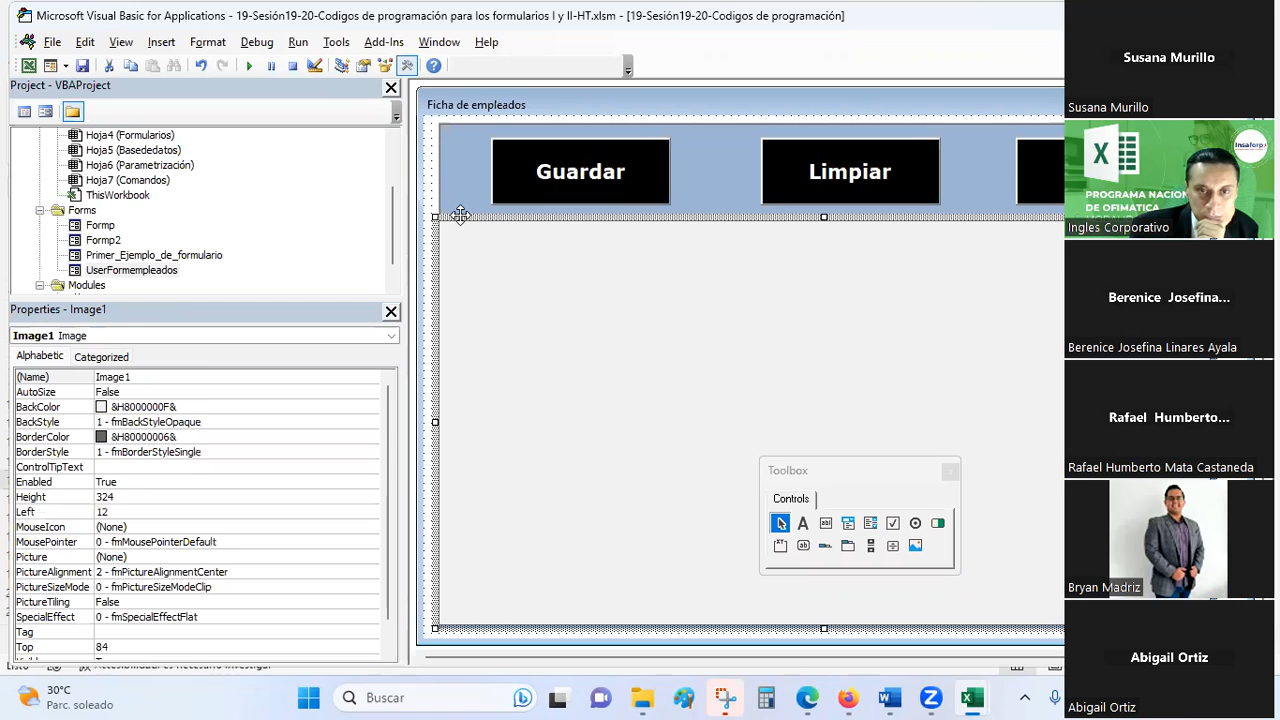 Microsoft Visual Basic for Applications - 19-Sesión19-20-Codigos de programación para los formularios I y II-HT.xlsm - [19-Sesión19-20-Codigos de programación]
File Edit View Insert Format Debug Run Tools Add-Ins Window Help
Project - VBAProject
Hoja4 (Formularios)
Hoja5 (Basededatos)
Hoja6 (Parametrización)
Hoja7 (Comandos)
ThisWorkbook
Forms
Formp
Formp2
Primer_Ejemplo_de_formulario
UserFormempleados
Modules
Properties - Image1
Image1 Image
Alphabetic Categorized
(Name) Image1
AutoSize False
BackColor &H8000000F&
BackStyle 1 - fmBackStyleOpaque
BorderColor &H80000006&
BorderStyle 1 - fmBorderStyleSingle
ControlTipText
Enabled True
Height 324
Left 12
MouseIcon (None)
MousePointer 0 - fmMousePointerDefault
Picture (None)
PictureAlignment 2 - fmPictureAlignmentCenter
PictureSizeMode 0 - fmPictureSizeModeClip
PictureTiling False
SpecialEffect 0 - fmSpecialEffectFlat
Tag
Top 84
Ficha de empleados
Guardar
Limpiar
Toolbox
Controls
Susana Murillo
Susana Murillo
Insaforp
PROGRAMA NACIONAL
DE OFIMATICA
Ingles Corporativo
Berenice Josefina...
Berenice Josefina Linares Ayala
Rafael Humberto...
Rafael Humberto Mata Castaneda
Bryan Madriz
Abigail Ortiz
Abigail Ortiz
30°C
Parc. soleado
Buscar